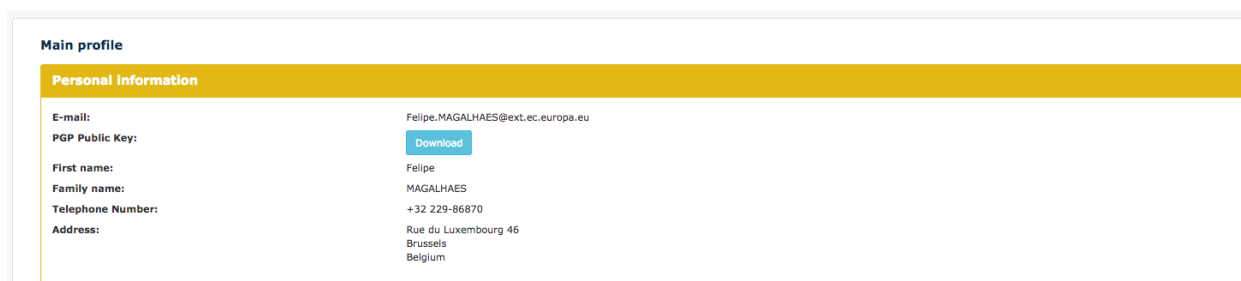 Main profile
Personal information
E-mail: Felipe.MAGALHAES@ext.ec.europa.eu
PGP Public Key: Download
First name: Felipe
Family name: MAGALHAES
Telephone Number: +32 229-86870
Address: Rue du Luxembourg 46
Brussels
Belgium